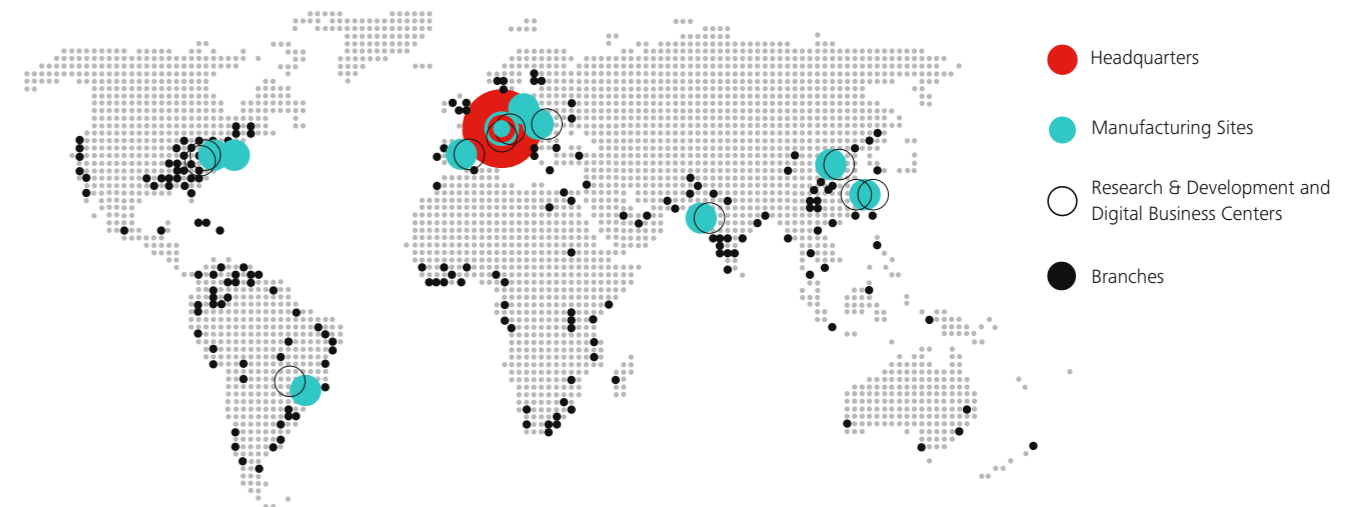 Headquarters
Manufacturing Sites
Research & Development and
Digital Business Centers
Branches